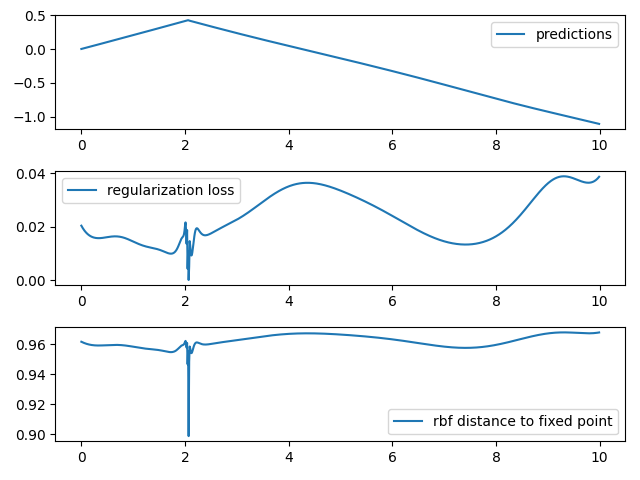 0.5
0.0
−0.5
−1.0
predictions
0 2 4 6 8 10
0.04
0.02
0.00
regularization loss
0 2 4 6 8 10
0.96
0.94
0.92
0.90
rbf distance to fixed point
0 2 4 6 8 10